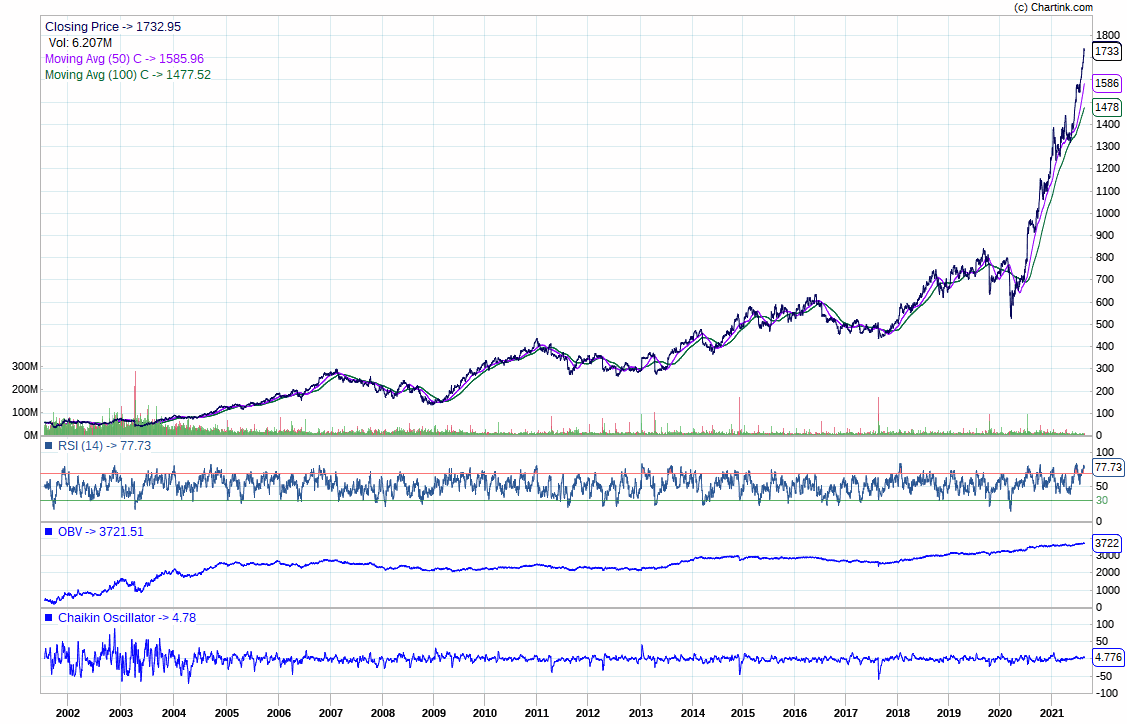 (c) Chartink.com
Closing Price -> 1732.95
Vol: 6.207M
Moving Avg (50) C -> 1585.96
Moving Avg (100) C -> 1477.52
1800
1733
1586
1478
1400
1300
1200
1100
1000
900
800
700
600
500
400
300
200
100
0
300M
200M
100M
0M
RSI (14) -> 77.73
100
77.73
50
30
0
OBV -> 3721.51
3722
3000
2000
1000
0
Chaikin Oscillator -> 4.78
100
50
4.776
-50
-100
2002 2003 2004 2005 2006 2007 2008 2009 2010 2011 2012 2013 2014 2015 2016 2017 2018 2019 2020 2021